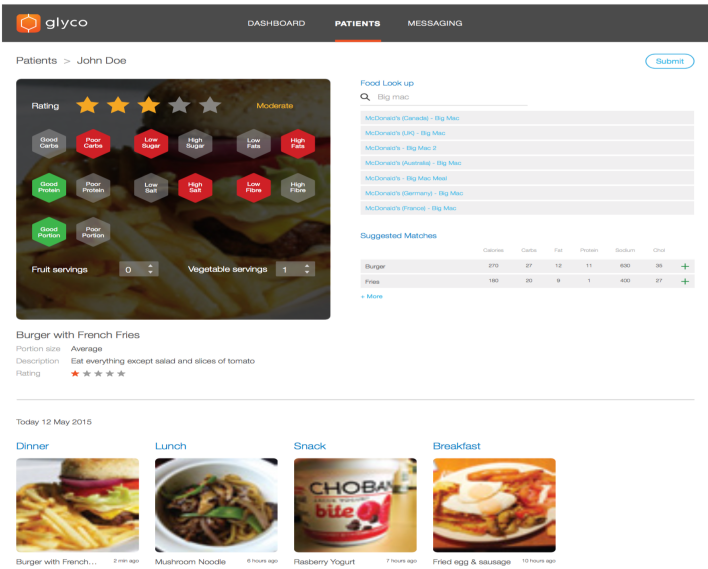 glyco
DASHBOARD PATIENTS MESSAGING
Patients > John Doe
Submit
Rating Moderate
Good Carbs Poor Carbs Low Sugar High Sugar Low Fats High Fats
Good Protein Poor Protein Low Salt High Salt Low Fibre High Fibre
Good Portion Poor Portion
Fruit servings 0 Vegetable servings 1
Food Look up
Big mac
McDonald's (Canada) - Big Mac
McDonald's (UK) - Big Mac
McDonald's - Big Mac 2
McDonald's (Australia) - Big Mac
McDonald's - Big Mac Meal
McDonald's (Germany) - Big Mac
McDonald's (France) - Big Mac
Suggested Matches
Calories Carbs Fat Protein Sodium Chol
Burger 270 27 12 11 35 +
Fries 160 20 1 400 27 +
+ More
Burger with French Fries
Portion size Average
Description Eat everything except salad and slices of tomato
Rating
Today 12 May 2015
Dinner Lunch Snack Breakfast
CHOBAN
bite
Burger with French... 2 min ago Mushroom Noodle 6 hours ago Rasberry Yogurt 7 hours ago Fried egg & sausage 10 hours ago